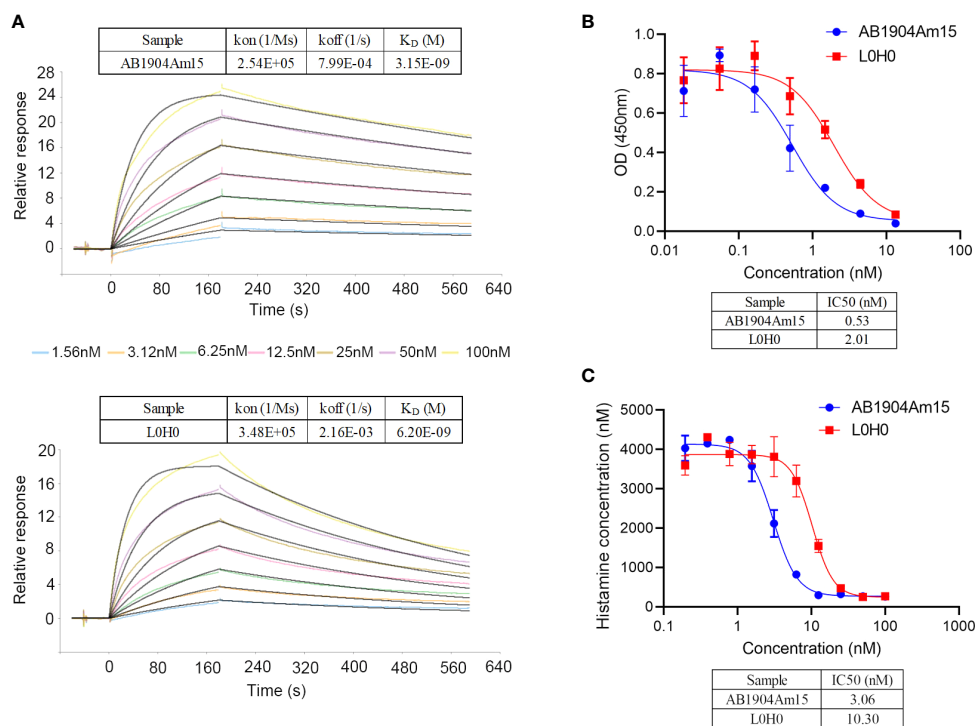 A
Sample kon (1/Ms) koff (1/s) KD (M)
AB1904Am15 2.54E+05 7.99E-04 3.15E-09
28
24
20
16
12
8
4
0
Relative response
0 80 160 240 320 400 480 560 640
Time (s)
1.56nM 3.12nM 6.25nM 12.5nM 25nM 50nM 100nM
Sample kon (1/Ms) koff (1/s) KD (M)
L0H0 3.48E+05 2.16E-03 6.20E-09
20
16
12
8
4
0
Relative response
0 80 160 240 320 400 480 560 640
Time (s)
B
AB1904Am15
L0H0
1.0
0.8
0.6
0.4
0.2
0.0
OD (450nm)
0.01 0.1 1 10 100
Concentration (nM)
Sample IC50 (nM)
AB1904Am15 0.53
L0H0 2.01
C
AB1904Am15
L0H0
5000
4000
3000
2000
1000
0
Histamine concentration (nM)
0.1 1 10 100 1000
Concentration (nM)
Sample IC50 (nM)
AB1904Am15 3.06
L0H0 10.30